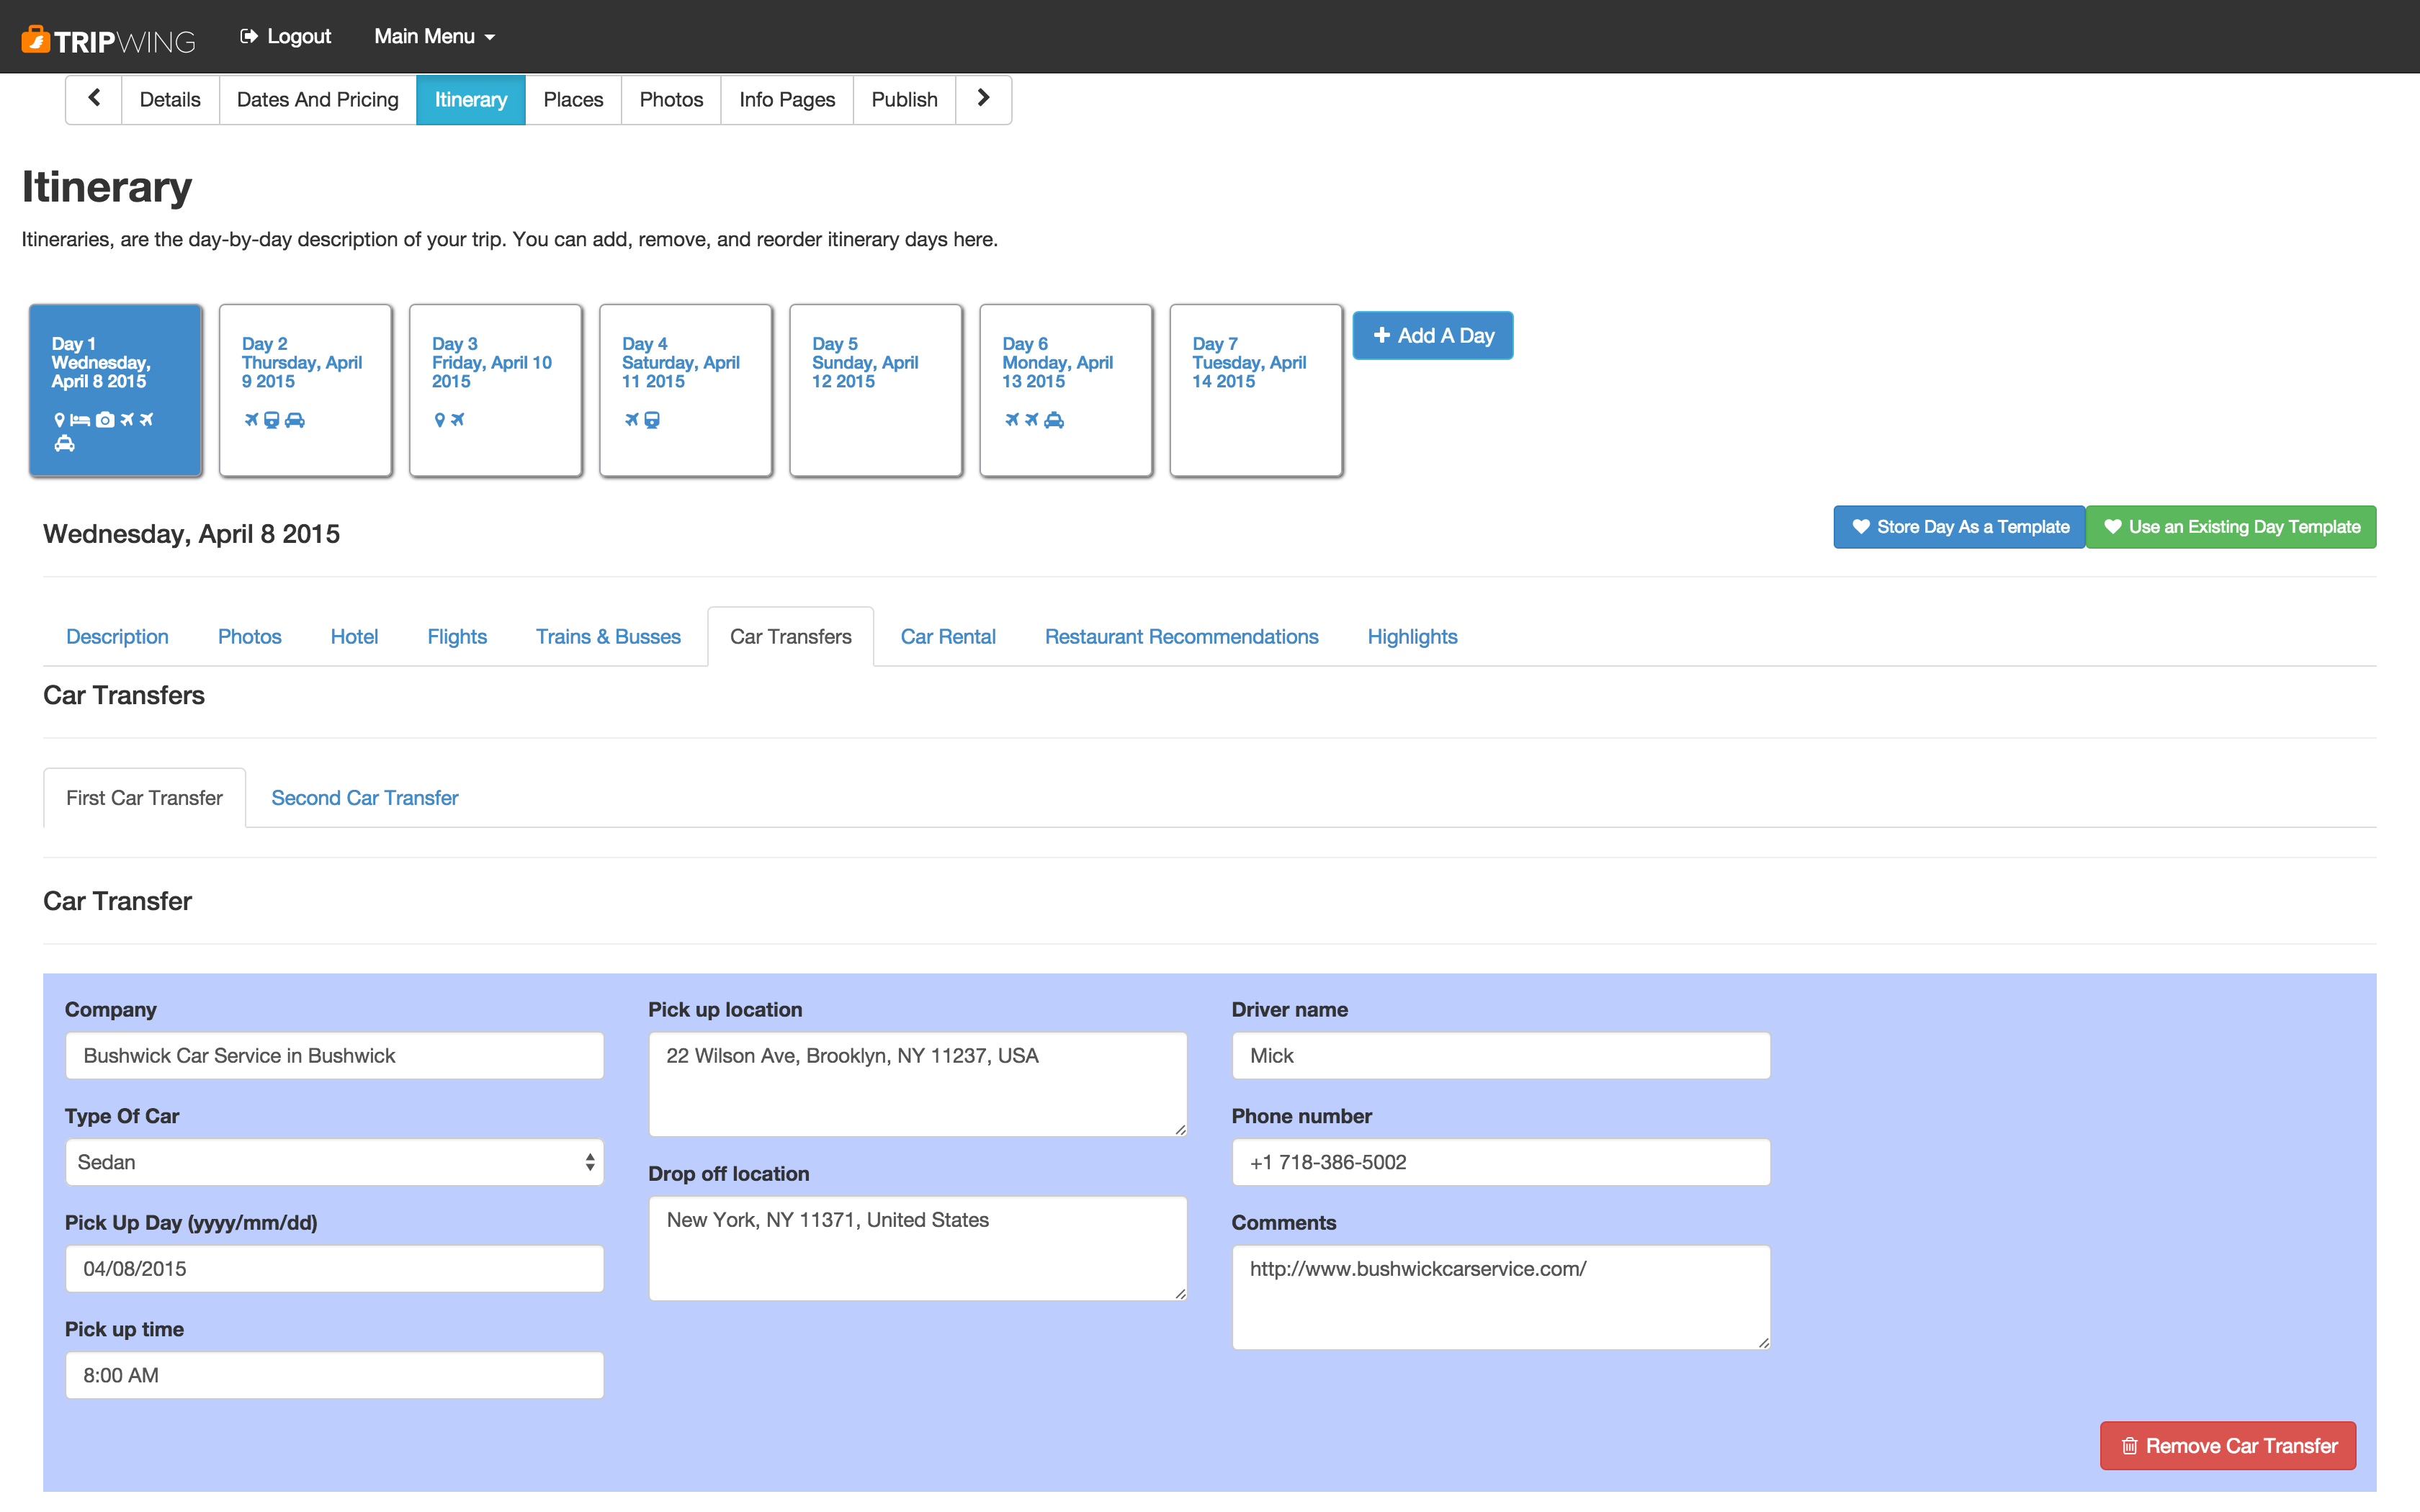 TRIPWING Logout Main Menu
Details Dates And Pricing Itinerary Places Photos Info Pages Publish
Itinerary
Itineraries, are the day-by-day description of your trip. You can add, remove, and reorder itinerary days here.
Day 1
Wednesday,
April 8 2015
Day 2
Thursday, April
9 2015
Day 3
Friday, April 10
2015
Day 4
Saturday, April
11 2015
Day 5
Sunday, April
12 2015
Day 6
Monday, April
13 2015
Day 7
Tuesday, April
14 2015
Add A Day
Wednesday, April 8 2015
Store Day As a Template Use an Existing Day Template
Description Photos Hotel Flights Trains & Busses Car Transfers Car Rental Restaurant Recommendations Highlights
Car Transfers
First Car Transfer Second Car Transfer
Car Transfer
Company
Bushwick Car Service in Bushwick
Type Of Car
Sedan
Pick Up Day (yyyy/mm/dd)
04/08/2015
Pick up time
8:00 AM
Pick up location
22 Wilson Ave, Brooklyn, NY 11237, USA
Drop off location
New York, NY 11371, United States
Driver name
Mick
Phone number
+1 718-386-5002
Comments
http://www.bushwickcarservice.com/
Remove Car Transfer